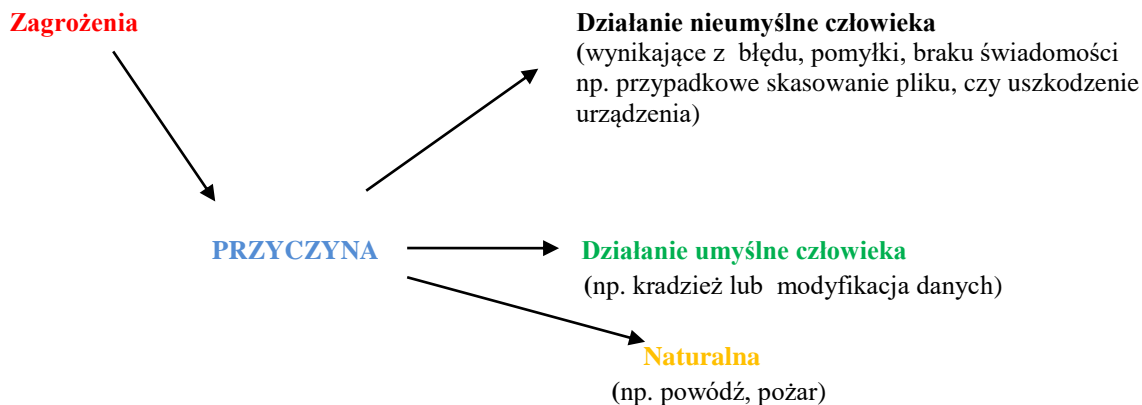 Zagrożenia
Działanie nieumyślne człowieka
(wynikające z błędu, pomyłki, braku świadomości
np. przypadkowe skasowanie pliku, czy uszkodzenie
urządzenia)
PRZYCZYNA
Działanie umyślne człowieka
(np. kradzież lub modyfikacja danych)
Naturalna
(np. powódź, pożar)